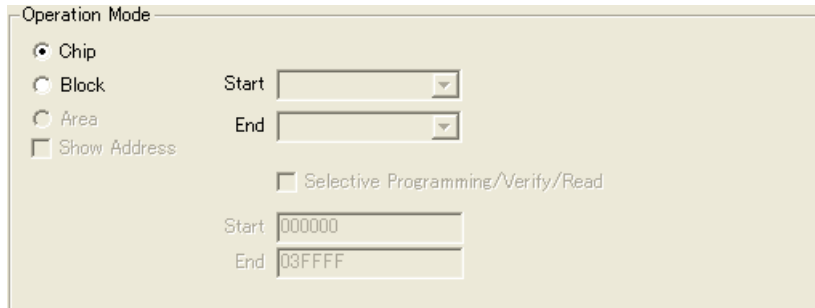 Operation Mode
Chip
Block
Start
Area
End
Show Address
Selective Programming/Verify/Read
Start 000000
End 03FFFF